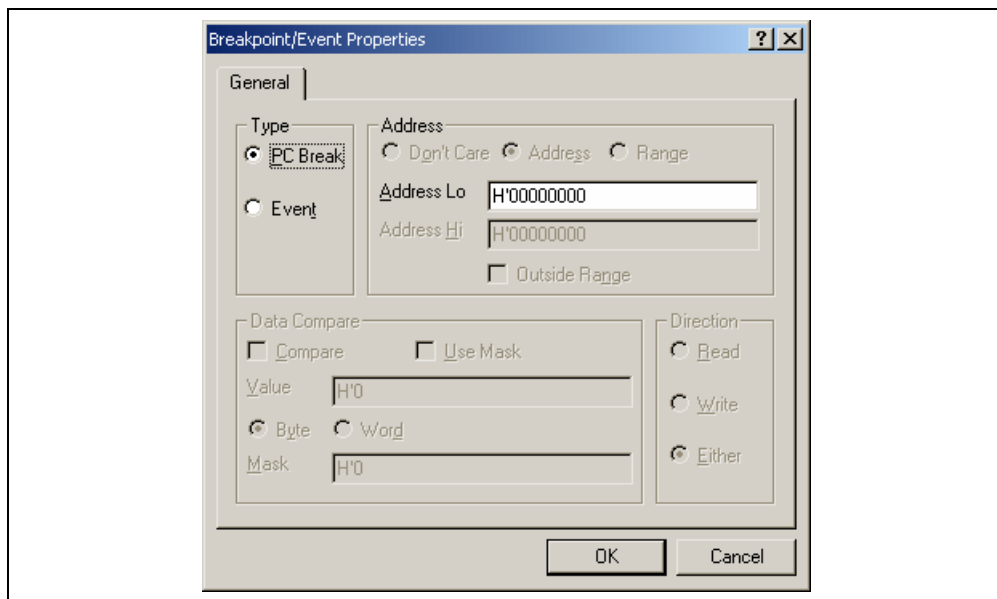 Breakpoint/Event Properties
General
Type
PC Break
Event
Address
Don't Care Address Range
Address Lo H'00000000
Address Hi H'00000000
Outside Range
Data Compare
Compare Use Mask
Value H'0
Byte Word
Mask H'0
Direction
Read
Write
Either
OK Cancel